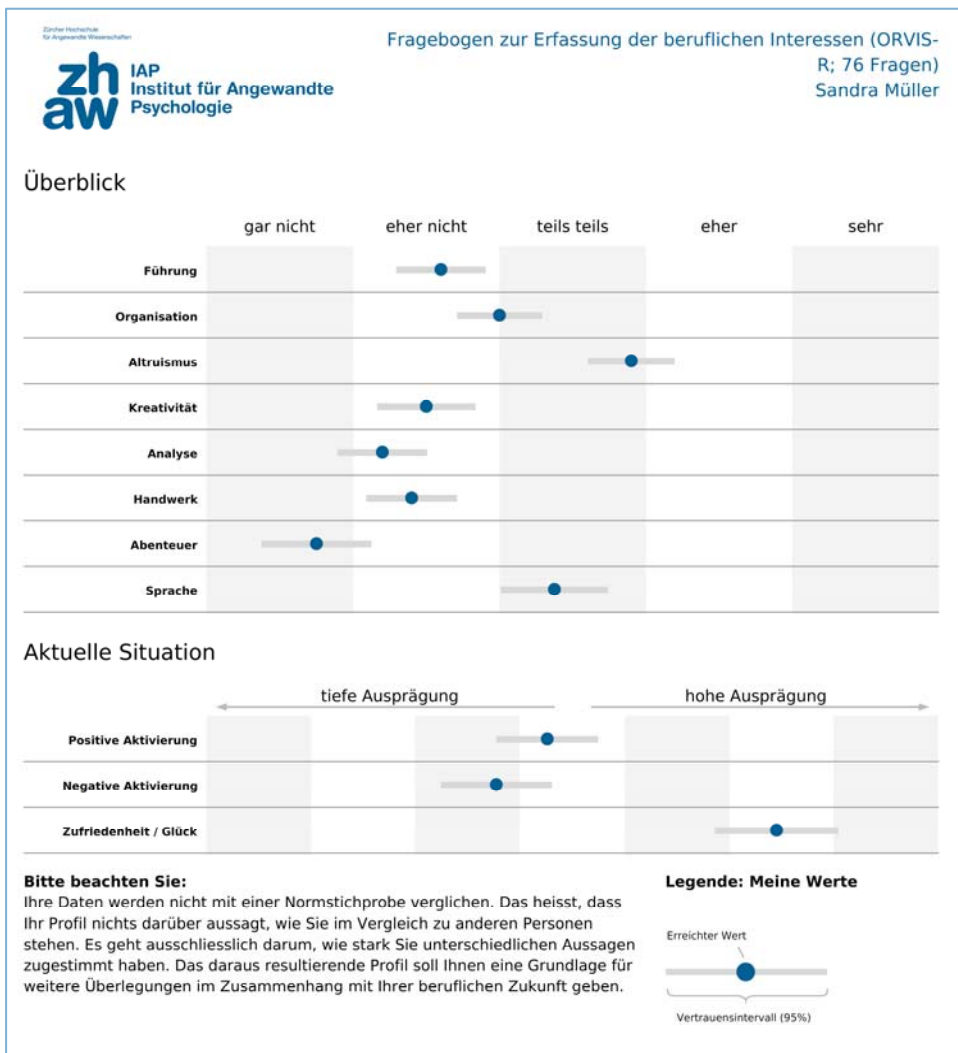 Zürcher Hochschule
für Angewandte Wissenschaften
zh
aw
IAP
Institut für Angewandte
Psychologie
Fragebogen zur Erfassung der beruflichen Interessen (ORVIS-
R; 76 Fragen)
Sandra Müller
Überblick
gar nicht eher nicht teils teils eher sehr
Führung
Organisation
Altruismus
Kreativität
Analyse
Handwerk
Abenteuer
Sprache
Aktuelle Situation
tiefe Ausprägung hohe Ausprägung
Positive Aktivierung
Negative Aktivierung
Zufriedenheit / Glück
Bitte beachten Sie:
Ihre Daten werden nicht mit einer Normstichprobe verglichen. Das heisst, dass
Ihr Profil nichts darüber aussagt, wie Sie im Vergleich zu anderen Personen
stehen. Es geht ausschliesslich darum, wie stark Sie unterschiedlichen Aussagen
zugestimmt haben. Das daraus resultierende Profil soll Ihnen eine Grundlage für
weitere Überlegungen im Zusammenhang mit Ihrer beruflichen Zukunft geben.
Legende: Meine Werte
Erreichter Wert
Vertrauensintervall (95%)